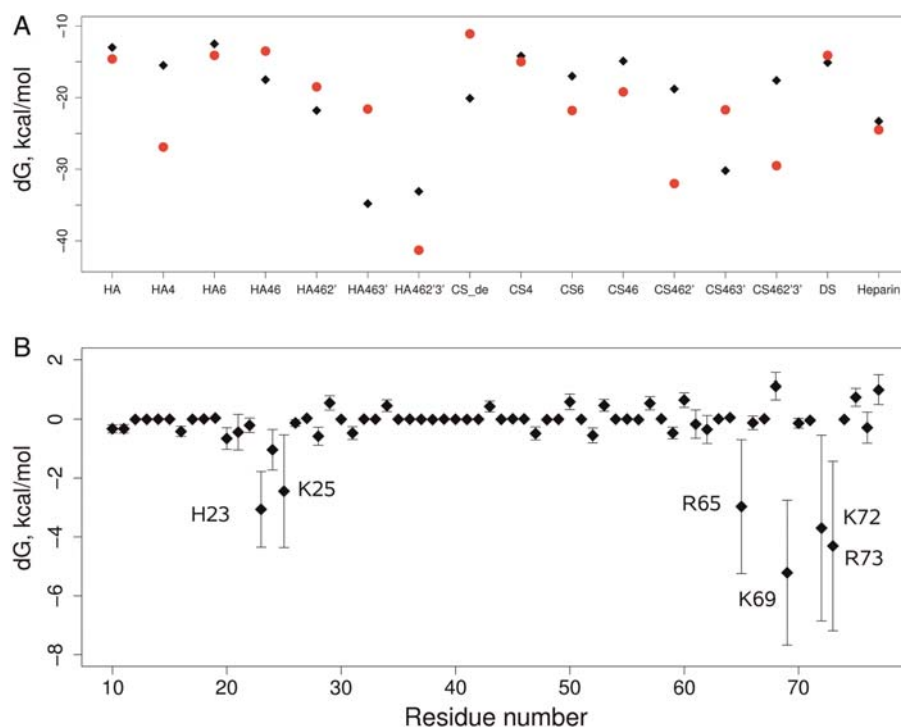 A
dG, kcal/mol
−10
−20
−30
−40
HA HA4 HA6 HA46 HA462' HA463' HA462'3' CS_de CS4 CS6 CS46 CS462' CS463' CS462'3' DS Heparin
B
dG, kcal/mol
2
0
−2
−4
−6
−8
H23
K25
R65
K69
K72
R73
10 20 30 40 50 60 70
Residue number